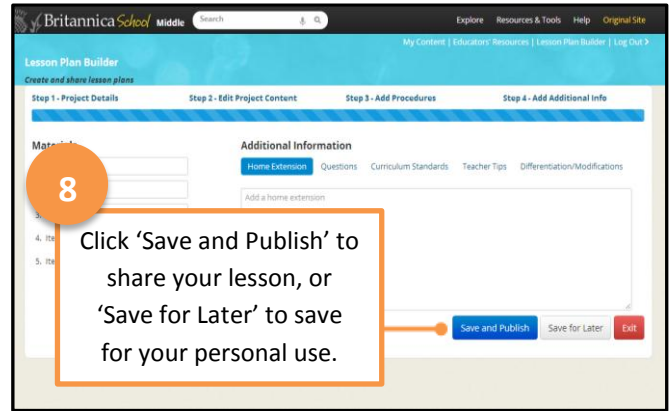 Britannica School Middle Search Explore Resources & Tools Help Original Site
My Content | Educators' Resources | Lesson Plan Builder | Log Out >
Lesson Plan Builder
Create and share lesson plans
Step 1 - Project Details Step 2 - Edit Project Content Step 3 - Add Procedures Step 4 - Add Additional Info
Additional Information
Home Extension Questions Curriculum Standards Teacher Tips Differentiation/Modifications
Add a home extension
8
4.
5.
Click 'Save and Publish' to
share your lesson, or
'Save for Later' to save
for your personal use.
Save and Publish Save for Later Exit